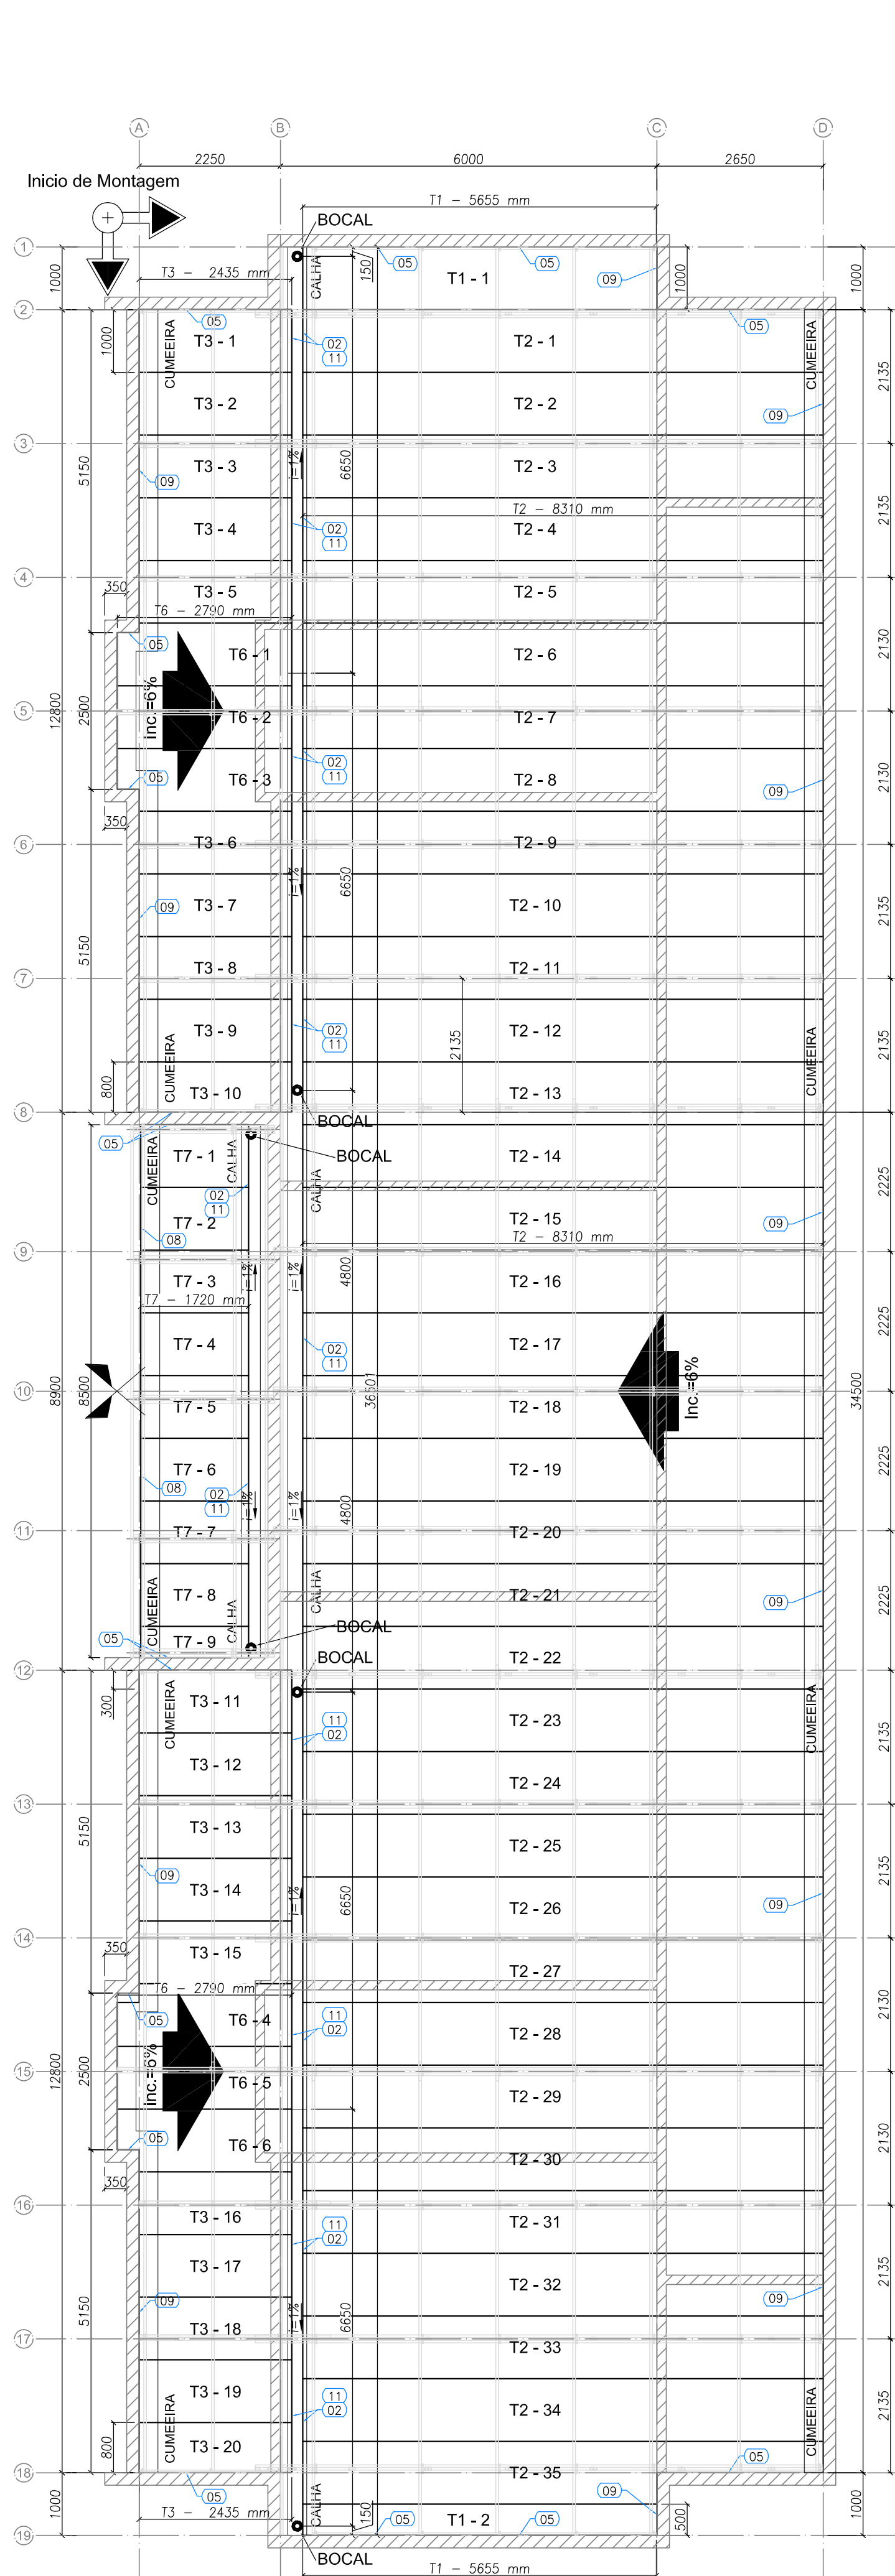 A
B
C
D
2250
6000
2650
Inicio de Montagem
T1 - 5655 mm
BOCAL
1
1000
T3 - 2435 mm
CALHA
150
05
05
T1 - 1
09
1000
1000
2
05
05
1000
CUMEEIRA
T3 - 1
02
11
T2 - 1
CUMEEIRA
2135
T3 - 2
T2 - 2
09
3
5150
T3 - 3
09
i=1%
6650
T2 - 3
2135
T2 - 8310 mm
T3 - 4
02
11
T2 - 4
4
350
T3 - 5
T2 - 5
T6 - 2790 mm
2130
05
T6 - 1
T2 - 6
12800
2500
inc.=6%
5
T6 - 2
T2 - 7
02
11
T6 - 3
T2 - 8
05
09
2130
350
6
T3 - 6
T2 - 9
i=1%
6650
5150
09
T3 - 7
T2 - 10
2135
7
T3 - 8
T2 - 11
CUMEEIRA
T3 - 9
02
11
2135
T2 - 12
CUMEEIRA
2135
800
T3 - 10
T2 - 13
8
BOCAL
05
BOCAL
CUMEEIRA
T7 - 1
CALHA
CALHA
T2 - 14
2225
02
11
T7 - 2
T2 - 15
09
08
T2 - 8310 mm
9
T7 - 3
i=1%
i=1%
4800
T2 - 16
T7 - 1720 mm
2225
T7 - 4
02
11
T2 - 17
Inc.=6%
8900
8500
10
36501
34500
T7 - 5
T2 - 18
T7 - 6
T2 - 19
2225
08
02
11
i=1%
i=1%
4800
11
T7 - 7
T2 - 20
T7 - 8
T2 - 21
09
2225
CUMEEIRA
CALHA
CALHA
BOCAL
05
T7 - 9
BOCAL
T2 - 22
12
300
CUMEEIRA
T3 - 11
11
02
T2 - 23
CUMEEIRA
2135
T3 - 12
T2 - 24
13
5150
T3 - 13
T2 - 25
09
T3 - 14
i=1%
6650
T2 - 26
09
2135
14
350
T3 - 15
T2 - 27
T6 - 2790 mm
05
T6 - 4
11
02
T2 - 28
2130
12800
2500
inc.=6%
15
T6 - 5
T2 - 29
05
T6 - 6
T2 - 30
2130
350
16
T3 - 16
11
02
T2 - 31
T3 - 17
T2 - 32
2135
09
09
5150
T3 - 18
i=1%
6650
17
T2 - 33
T3 - 19
11
02
T2 - 34
CUMEEIRA
CUMEEIRA
2135
800
T3 - 20
05
T2 - 35
18
05
1000
CALHA
150
09
T3 - 2435 mm
05
T1 - 2
05
500
1000
19
BOCAL
T1 - 5655 mm